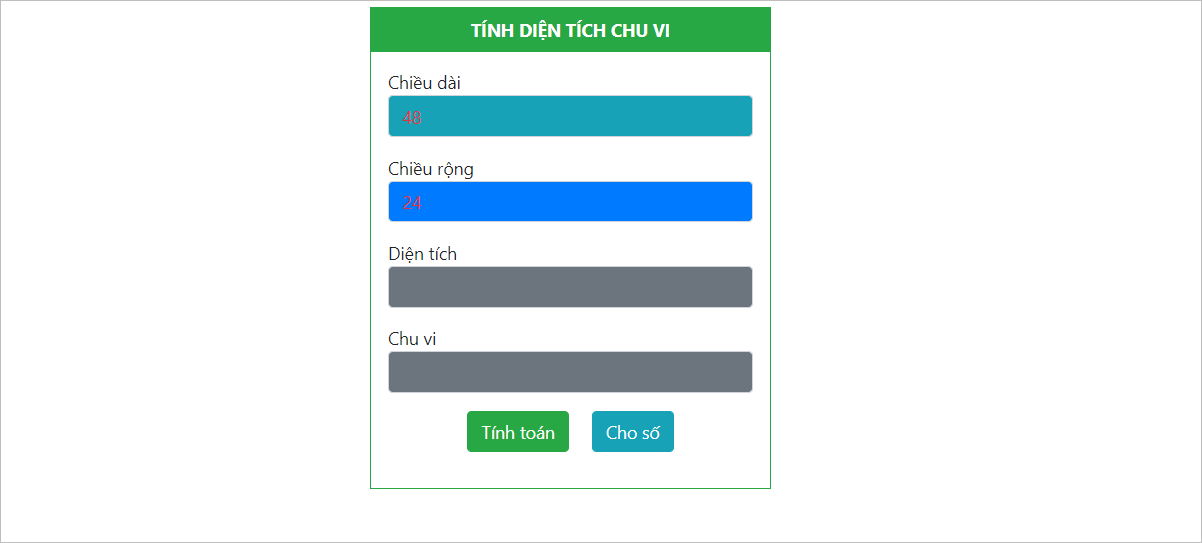 TÍNH DIỆN TÍCH CHU VI
Chiều dài
48
Chiều rộng
24
Diện tích
Chu vi
Tính toán
Cho số